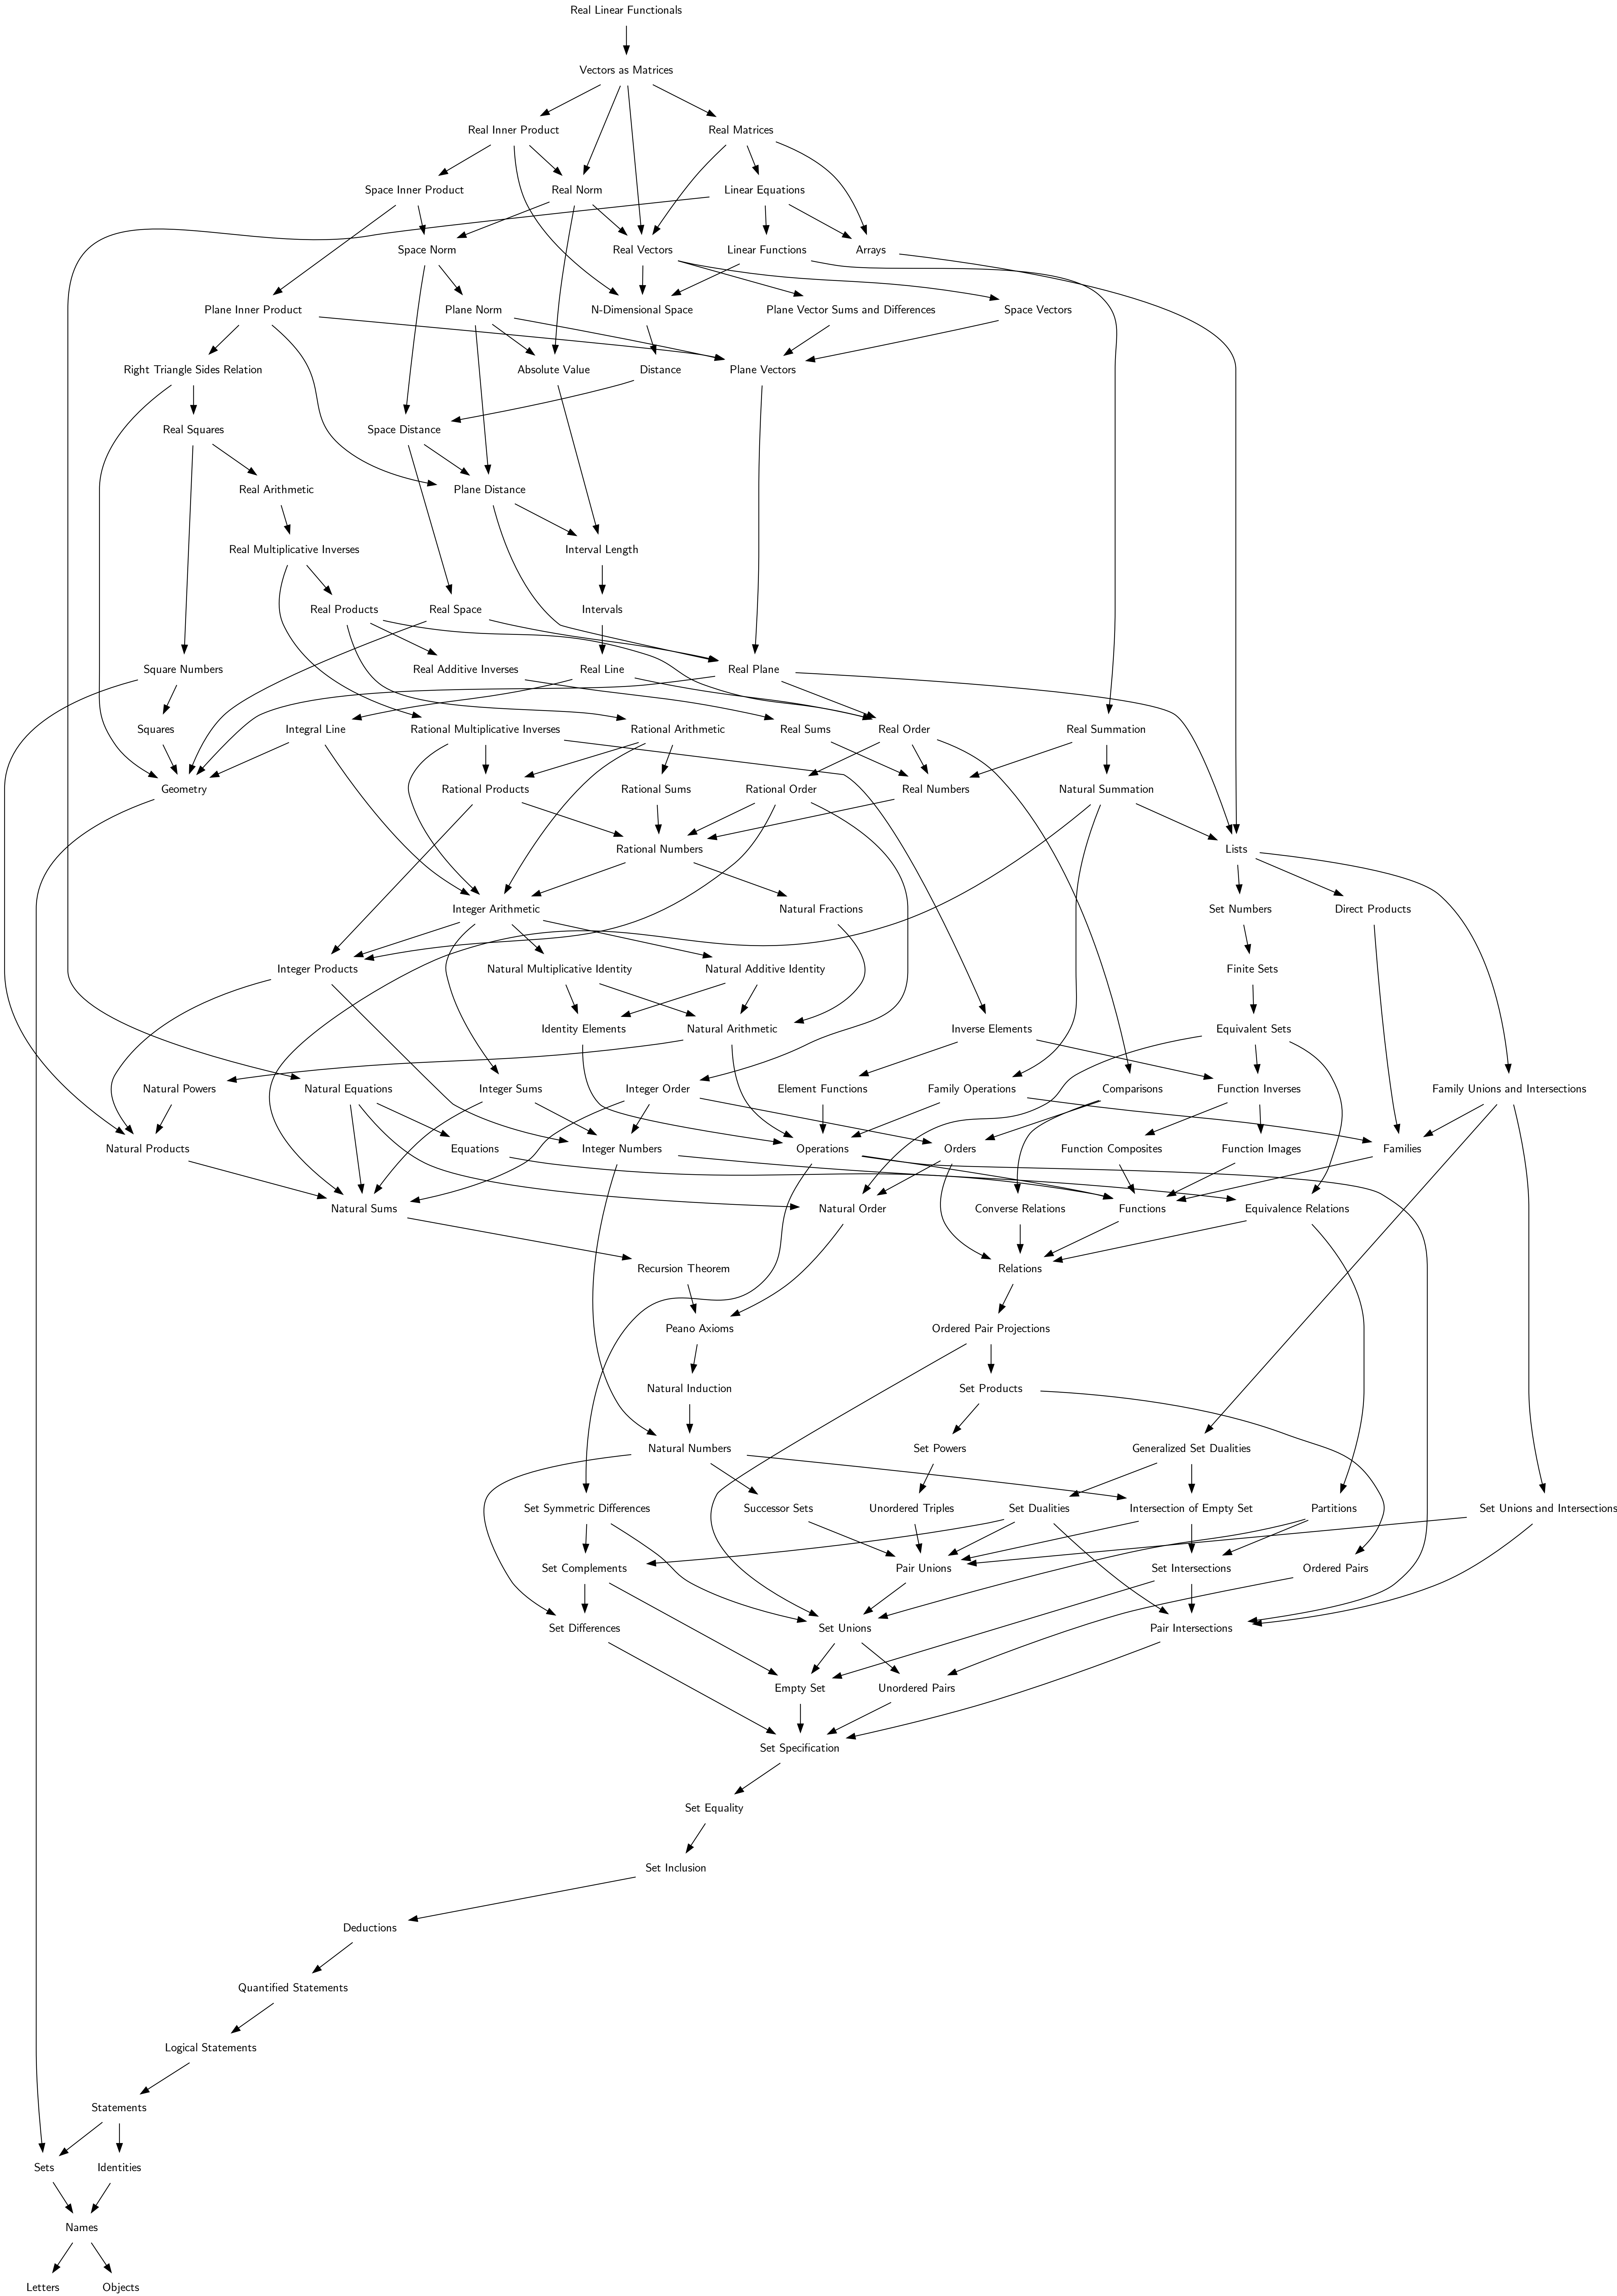 Real Linear Functionals
Vectors as Matrices
Real Inner Product
Real Matrices
Space Inner Product
Real Norm
Linear Equations
Space Norm
Real Vectors
Linear Functions
Arrays
Plane Inner Product
Plane Norm
N-Dimensional Space
Plane Vector Sums and Differences
Space Vectors
Right Triangle Sides Relation
Absolute Value
Distance
Plane Vectors
Real Squares
Space Distance
Real Arithmetic
Plane Distance
Real Multiplicative Inverses
Interval Length
Real Products
Real Space
Intervals
Square Numbers
Real Additive Inverses
Real Line
Real Plane
Squares
Integral Line
Rational Multiplicative Inverses
Rational Arithmetic
Real Sums
Real Order
Real Summation
Geometry
Rational Products
Rational Sums
Rational Order
Real Numbers
Natural Summation
Rational Numbers
Lists
Integer Arithmetic
Natural Fractions
Set Numbers
Direct Products
Integer Products
Natural Multiplicative Identity
Natural Additive Identity
Finite Sets
Identity Elements
Natural Arithmetic
Inverse Elements
Equivalent Sets
Natural Powers
Natural Equations
Integer Sums
Integer Order
Element Functions
Family Operations
Comparisons
Function Inverses
Family Unions and Intersections
Natural Products
Equations
Integer Numbers
Operations
Orders
Function Composites
Function Images
Families
Natural Sums
Natural Order
Converse Relations
Functions
Equivalence Relations
Recursion Theorem
Relations
Peano Axioms
Ordered Pair Projections
Natural Induction
Set Products
Natural Numbers
Set Powers
Generalized Set Dualities
Set Symmetric Differences
Successor Sets
Unordered Triples
Set Dualities
Intersection of Empty Set
Partitions
Set Unions and Intersections
Set Complements
Pair Unions
Set Intersections
Ordered Pairs
Set Differences
Set Unions
Pair Intersections
Empty Set
Unordered Pairs
Set Specification
Set Equality
Set Inclusion
Deductions
Quantified Statements
Logical Statements
Statements
Sets
Identities
Names
Letters
Objects